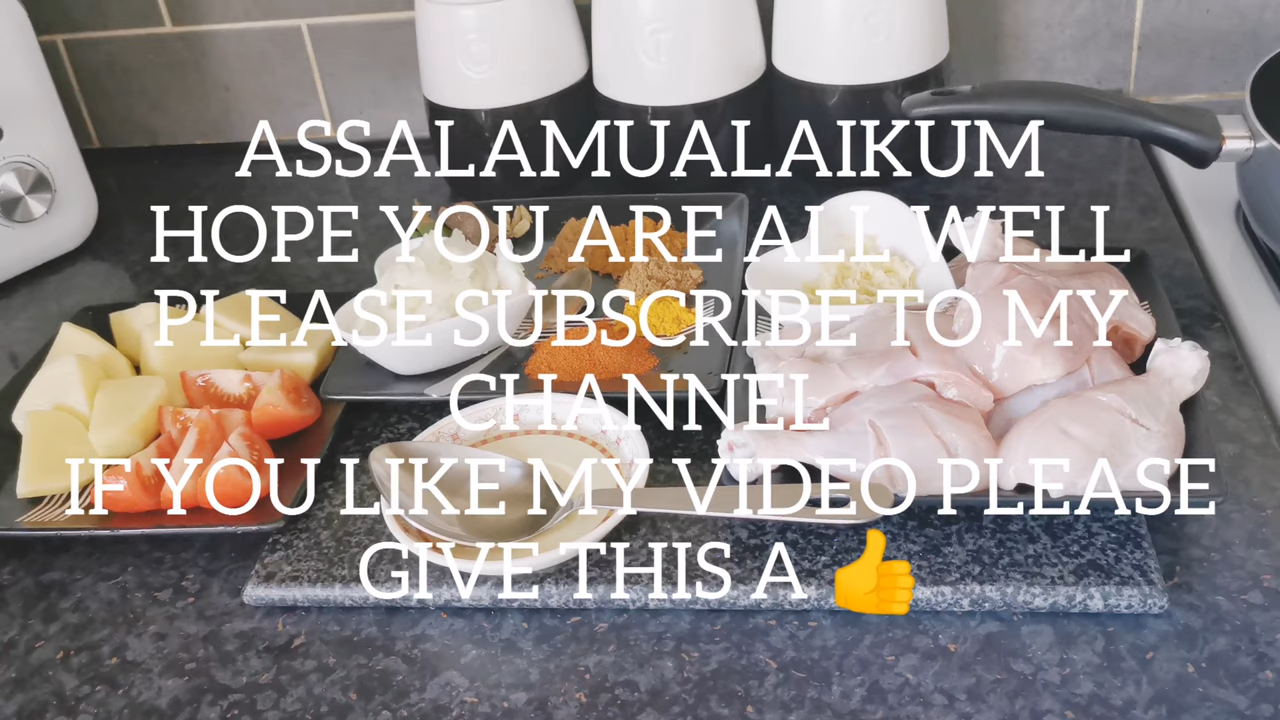 ASSALAMUALAIKUM
HOPE YOU ARE ALL WELL
PLEASE SUBSCRIBE TO MY
CHANNEL
IF YOU LIKE MY VIDEO PLEASE
GIVE THIS A 👍